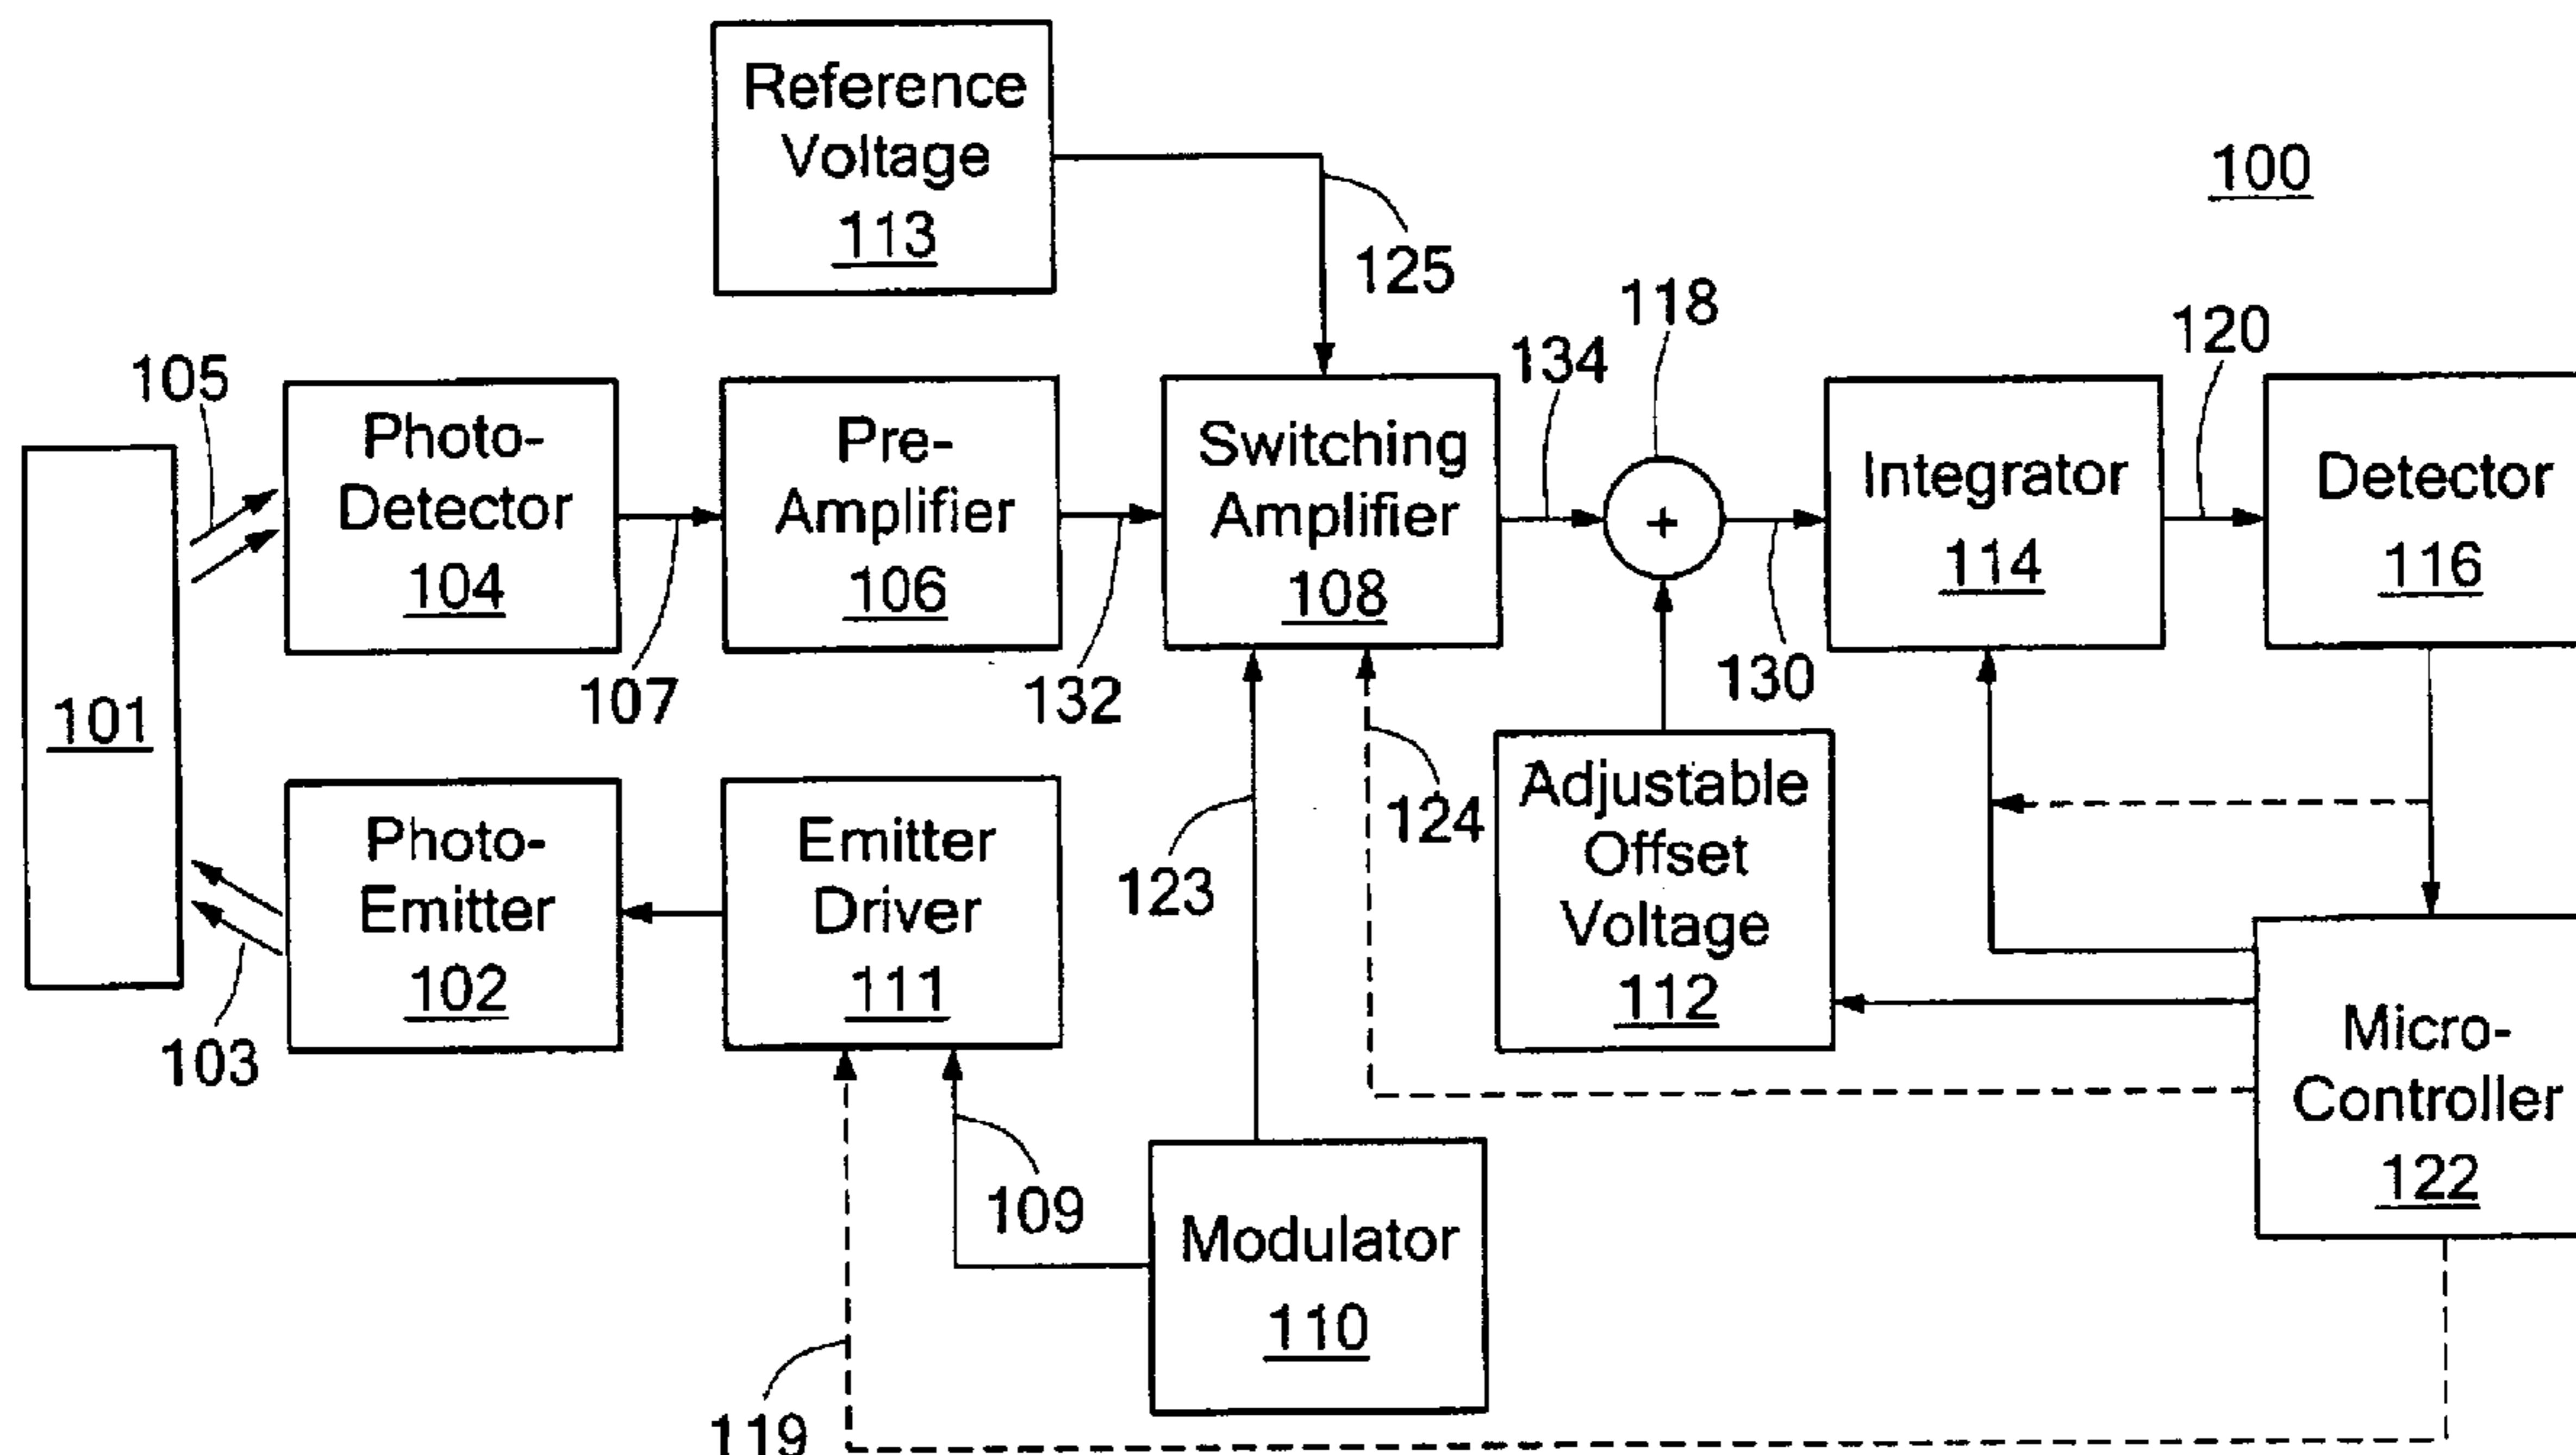 Reference
Voltage
113
100
125
118
120
134
105
Photo-
Detector
104
Pre-
Amplifier
106
Switching
Amplifier
108
+
Integrator
114
Detector
116
107
132
130
101
Photo-
Emitter
102
Emitter
Driver
111
123
124
Adjustable
Offset
Voltage
112
103
Micro-
Controller
122
109
Modulator
110
119